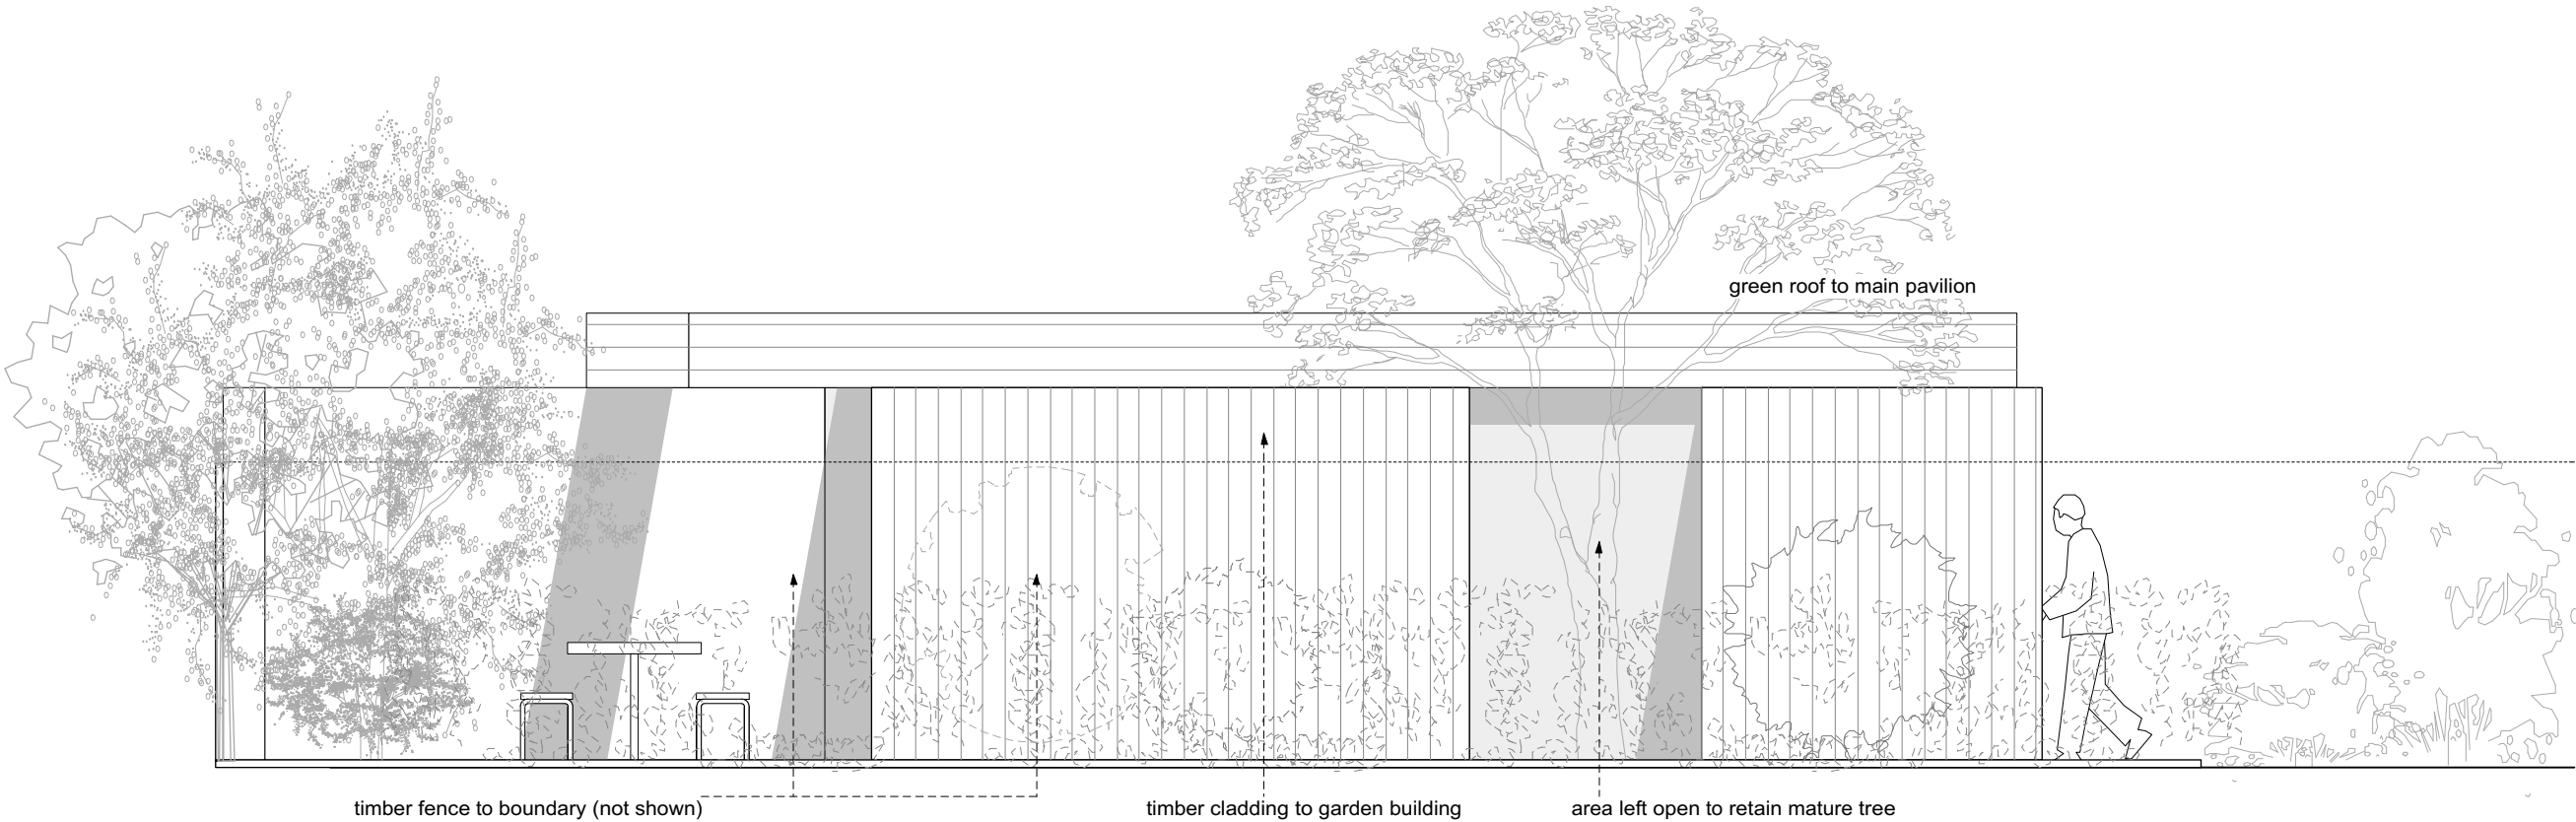 green roof to main pavilion
timber fence to boundary (not shown)
timber cladding to garden building
area left open to retain mature tree